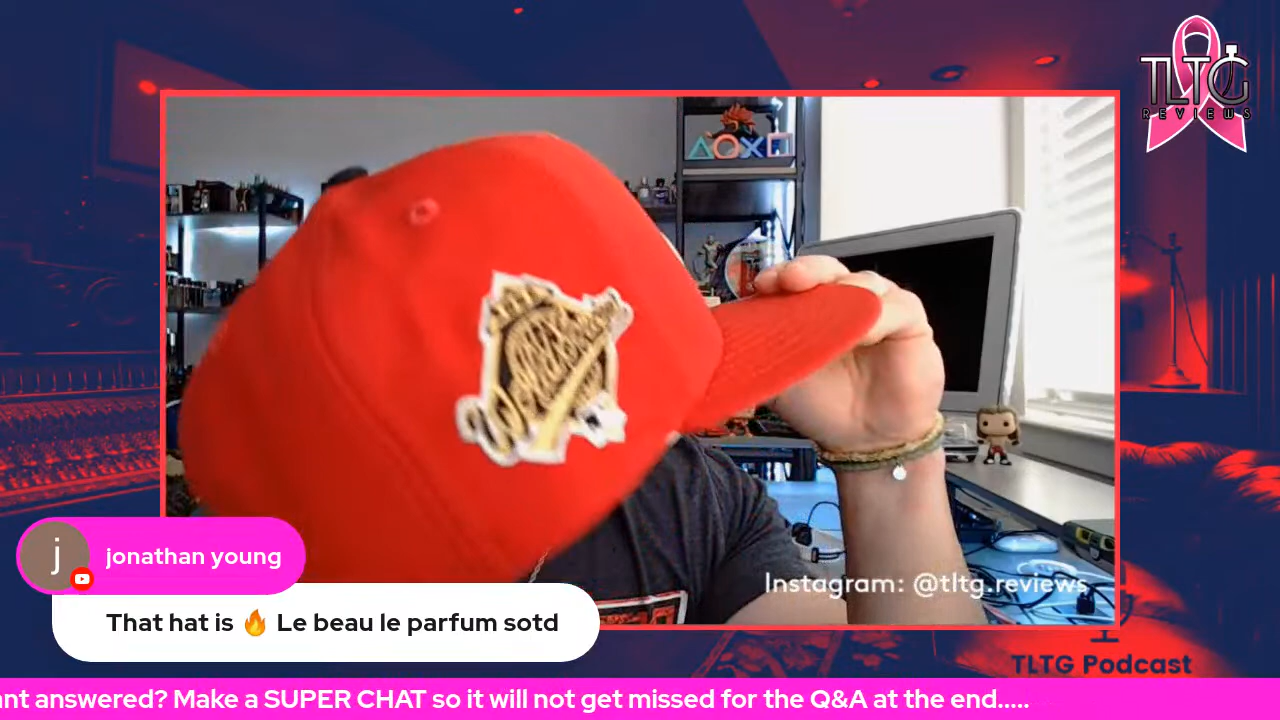 TLTG
REVIEWS
Instagram: @tltg.reviews
j
jonathan young
That hat is 🔥 Le beau le parfum sotd
TLTG Podcast
ant answered? Make a SUPER CHAT so it will not get missed for the Q&A at the end.....